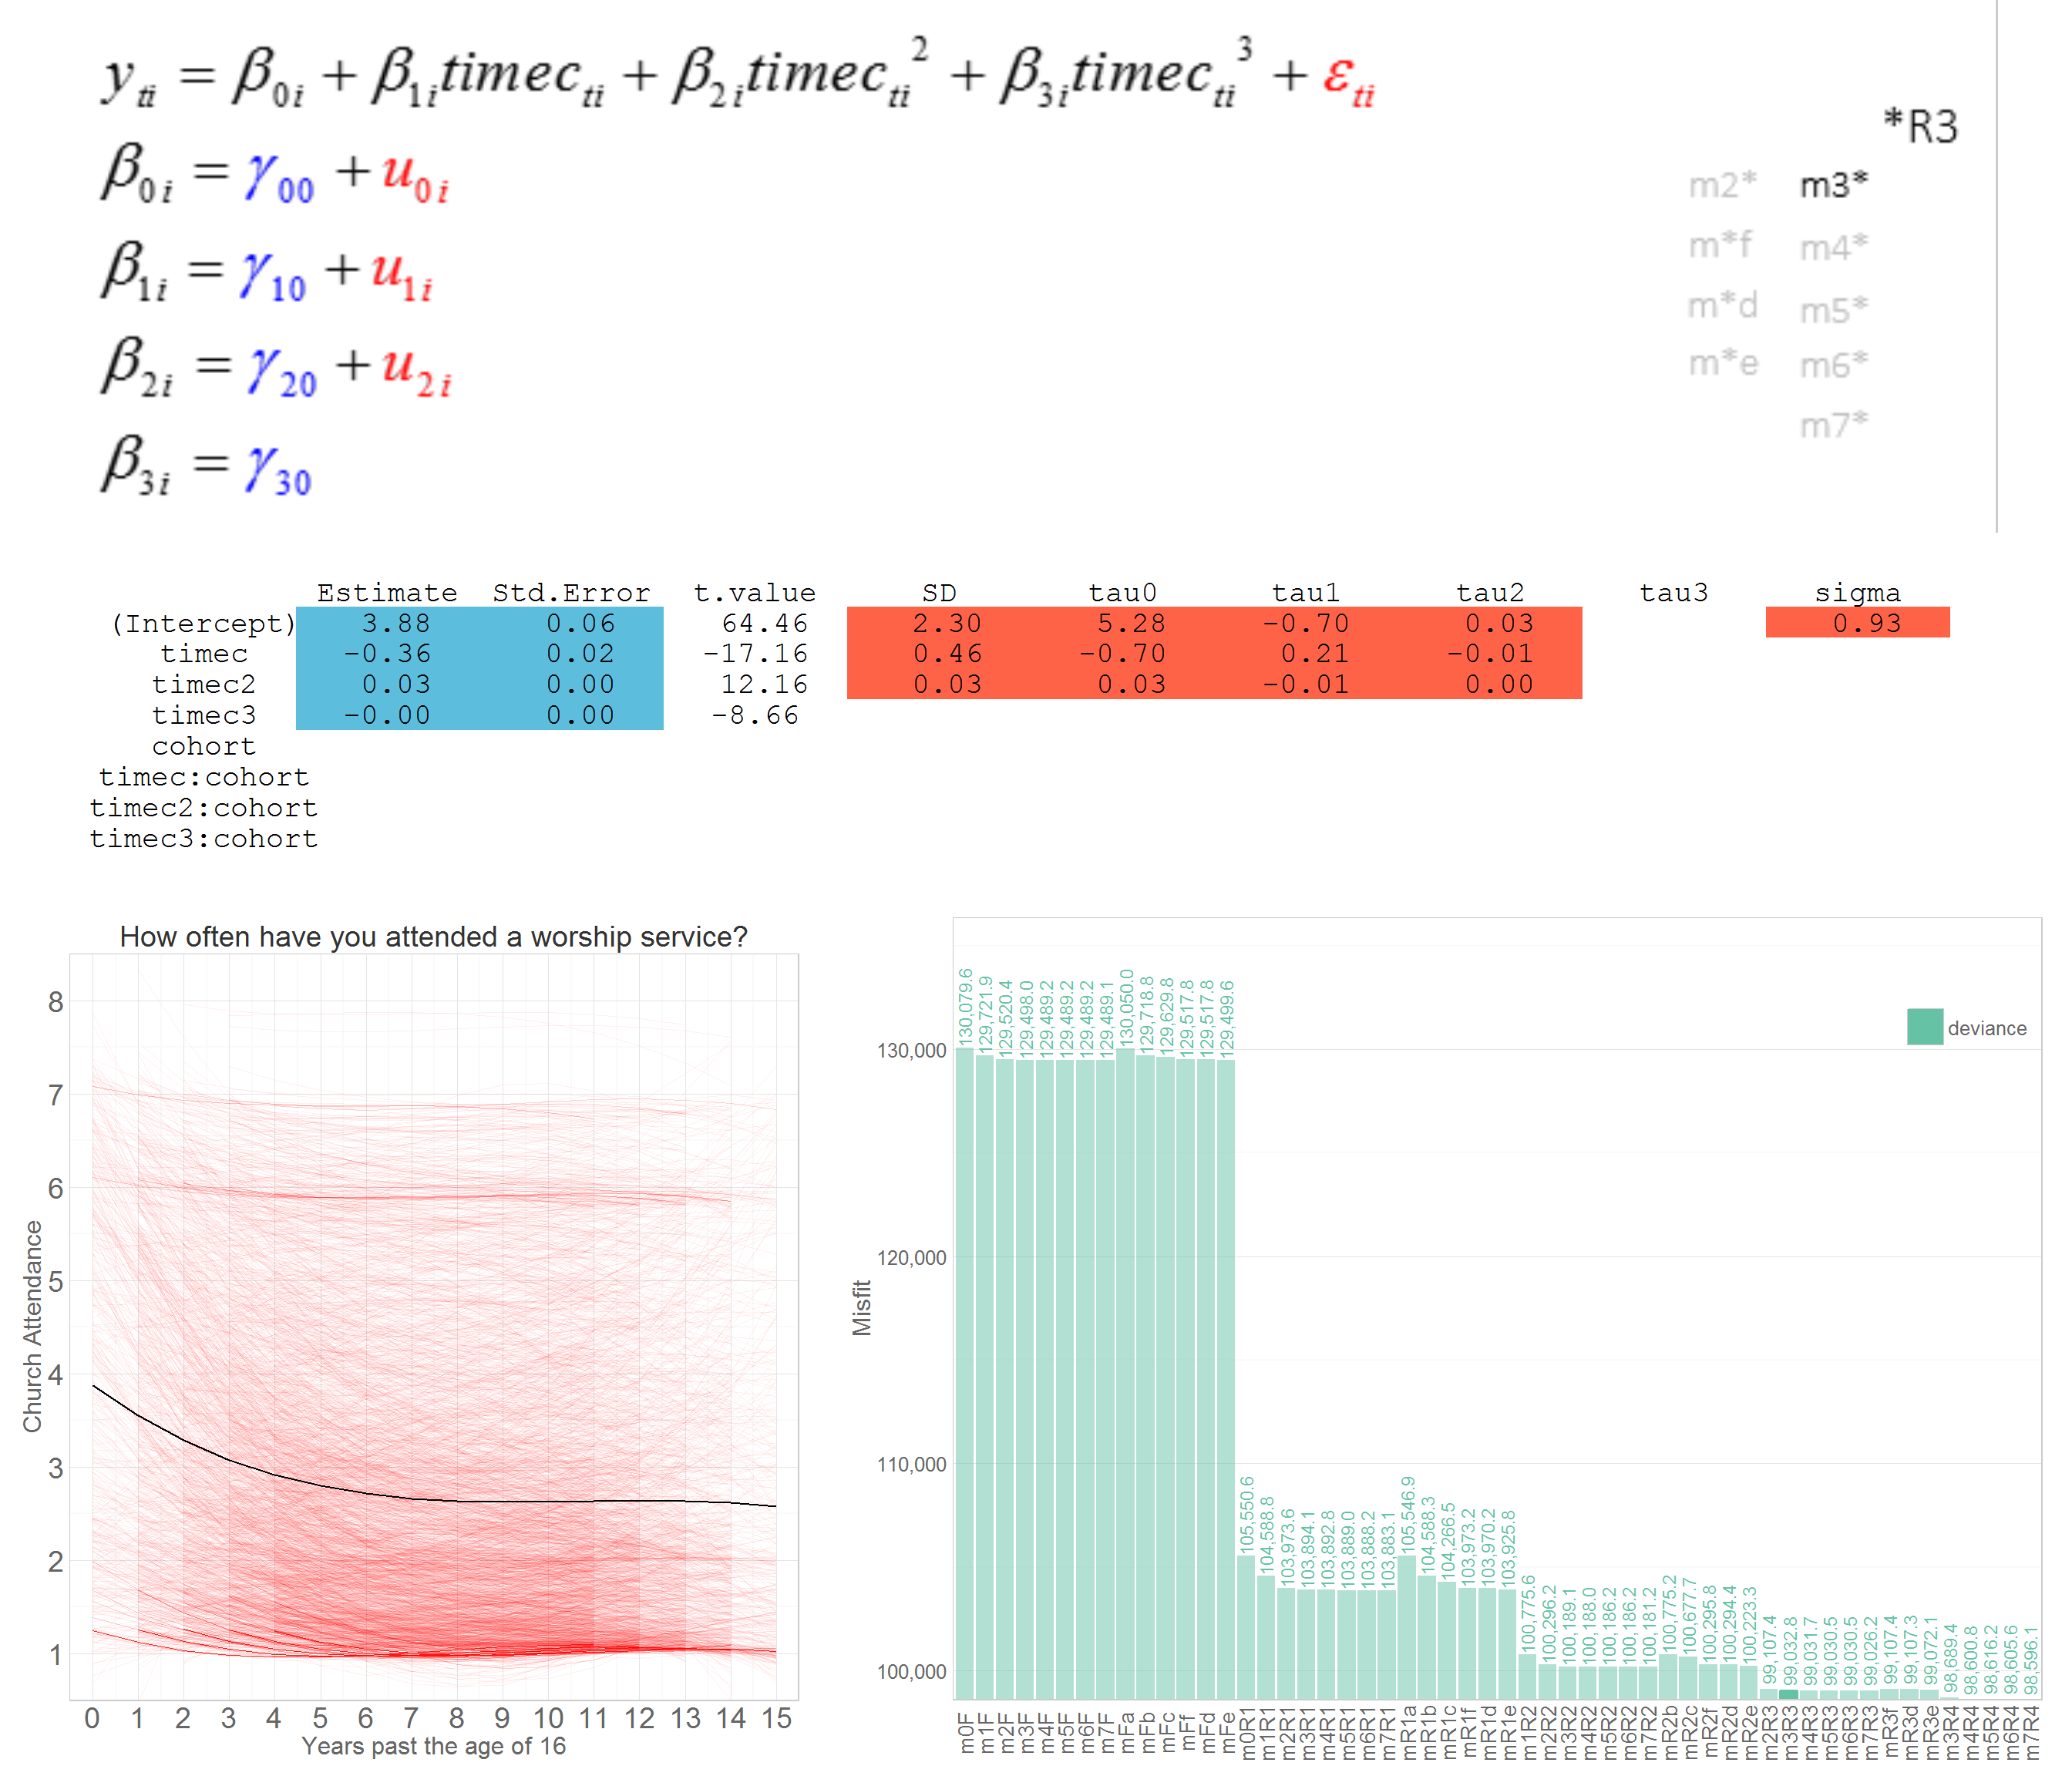 y_ti = β_0i + β_1i timec_ti + β_2i timec_ti² + β_3i timec_ti³ + ε_ti
β_0i = γ_00 + u_0i
β_1i = γ_10 + u_1i
β_2i = γ_20 + u_2i
β_3i = γ_30
*R3
m2* m3*
m*f m4*
m*d m5*
m*e m6*
m7*
Estimate Std.Error t.value SD tau0 tau1 tau2 tau3 sigma
(Intercept) 3.88 0.06 64.46 2.30 5.28 -0.70 0.03 0.93
timec -0.36 0.02 -17.16 0.46 -0.70 0.21 -0.01
timec2 0.03 0.00 12.16 0.03 0.03 -0.01 0.00
timec3 -0.00 0.00 -8.66
cohort
timec:cohort
timec2:cohort
timec3:cohort
How often have you attended a worship service?
Church Attendance
8
7
6
5
4
3
2
1
0 1 2 3 4 5 6 7 8 9 10 11 12 13 14 15
Years past the age of 16
Misfit
130,000
120,000
110,000
100,000
deviance
130,079.6 129,721.9 129,520.4 129,498.0 129,489.2 129,489.2 129,489.2 129,489.1 130,050.0 129,718.8 129,629.8 129,517.8 129,517.8 129,499.6 105,550.6 104,588.8 103,973.6 103,894.1 103,892.8 103,889.0 103,888.2 103,883.1 105,546.9 104,588.3 104,266.5 103,973.2 103,970.2 103,925.8 100,775.6 100,296.2 100,189.1 100,188.0 100,186.2 100,186.2 100,181.2 100,775.2 100,677.7 100,295.8 100,294.4 100,223.3 99,107.4 99,032.8 99,031.7 99,030.5 99,030.5 99,026.2 99,107.4 99,107.3 99,072.1 98,689.4 98,600.8 98,616.2 98,605.6 98,596.1
m0F m1F m2F m3F m4F m5F m6F m7F mFa mFb mFc mFf mFd mFe m0R1 m1R1 m2R1 m3R1 m4R1 m5R1 m6R1 m7R1 mR1a mR1b mR1c mR1f mR1d mR1e m1R2 m2R2 m3R2 m4R2 m5R2 m6R2 m7R2 mR2b mR2c mR2f mR2d mR2e m2R3 m3R3 m4R3 m5R3 m6R3 m7R3 mR3f mR3d mR3e m3R4 m4R4 m5R4 m6R4 m7R4